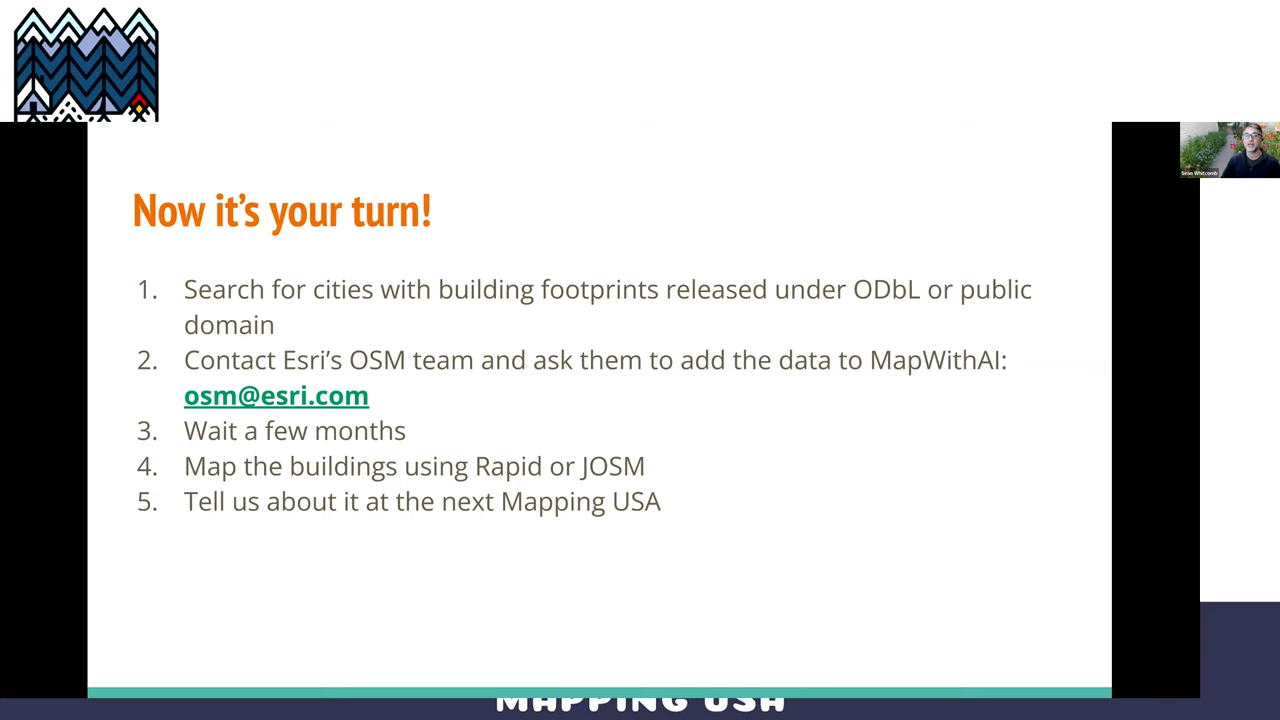 Sean Whitcomb
Now it's your turn!
1. Search for cities with building footprints released under ODbL or public
domain
2. Contact Esri's OSM team and ask them to add the data to MapWithAI:
osm@esri.com
3. Wait a few months
4. Map the buildings using Rapid or JOSM
5. Tell us about it at the next Mapping USA
MAPPING USA